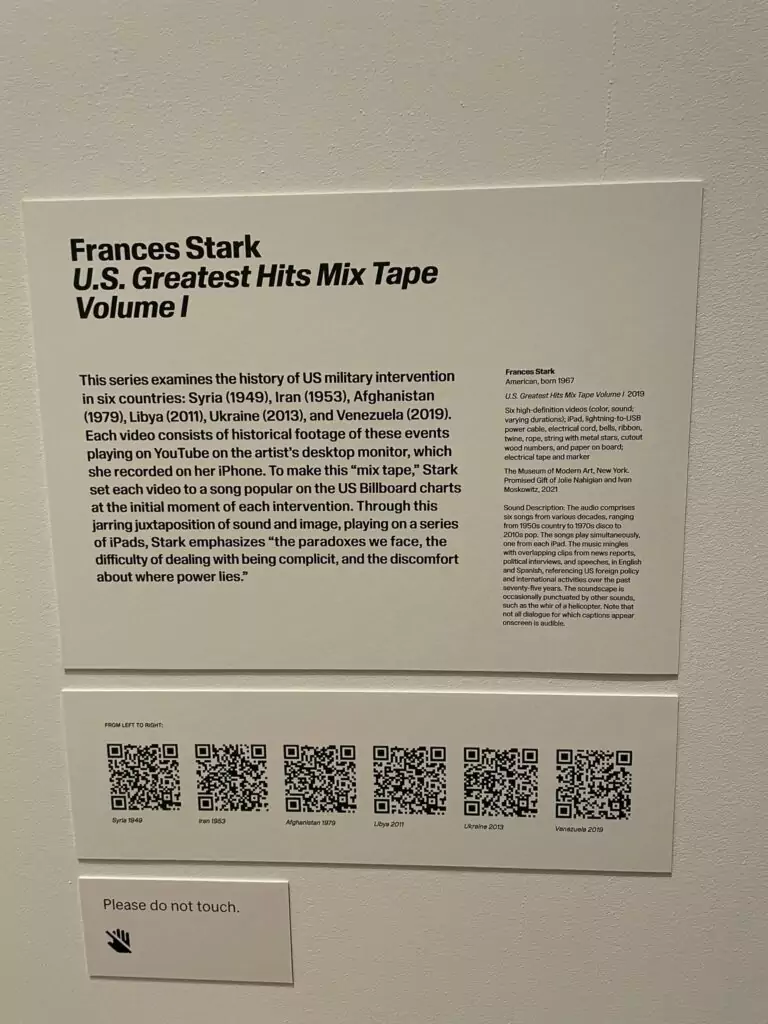 Frances Stark
U.S. Greatest Hits Mix Tape
Volume I
This series examines the history of US military intervention
in six countries: Syria (1949), Iran (1953), Afghanistan
(1979), Libya (2011), Ukraine (2013), and Venezuela (2019).
Each video consists of historical footage of these events
playing on YouTube on the artist's desktop monitor, which
she recorded on her iPhone. To make this “mix tape,” Stark
set each video to a song popular on the US Billboard charts
at the initial moment of each intervention. Through this
jarring juxtaposition of sound and image, playing on a series
of iPads, Stark emphasizes “the paradoxes we face, the
difficulty of dealing with being complicit, and the discomfort
about where power lies.”
Frances Stark
American, born 1967
U.S. Greatest Hits Mix Tape Volume I 2019
Six high-definition videos (color, sound;
varying durations); iPad, lightning-to-USB
power cable, electrical cord, bells, ribbon,
twine, rope, string with metal stars, cutout
wood numbers, and paper on board;
electrical tape and marker
The Museum of Modern Art, New York.
Promised Gift of Jolie Nahigian and Ivan
Moskowitz, 2021
Sound Description: The audio comprises
six songs from various decades, ranging
from 1950s country to 1970s disco to
2010s pop. The songs play simultaneously,
one from each iPad. The music mingles
with overlapping clips from news reports,
political interviews, and speeches, in English
and Spanish, referencing US foreign policy
and international activities over the past
seventy-five years. The soundscape is
occasionally punctuated by other sounds,
such as the whir of a helicopter. Note that
not all dialogue for which captions appear
onscreen is audible.
FROM LEFT TO RIGHT:
Syria 1949
Iran 1953
Afghanistan 1979
Libya 2011
Ukraine 2013
Venezuela 2019
Please do not touch.